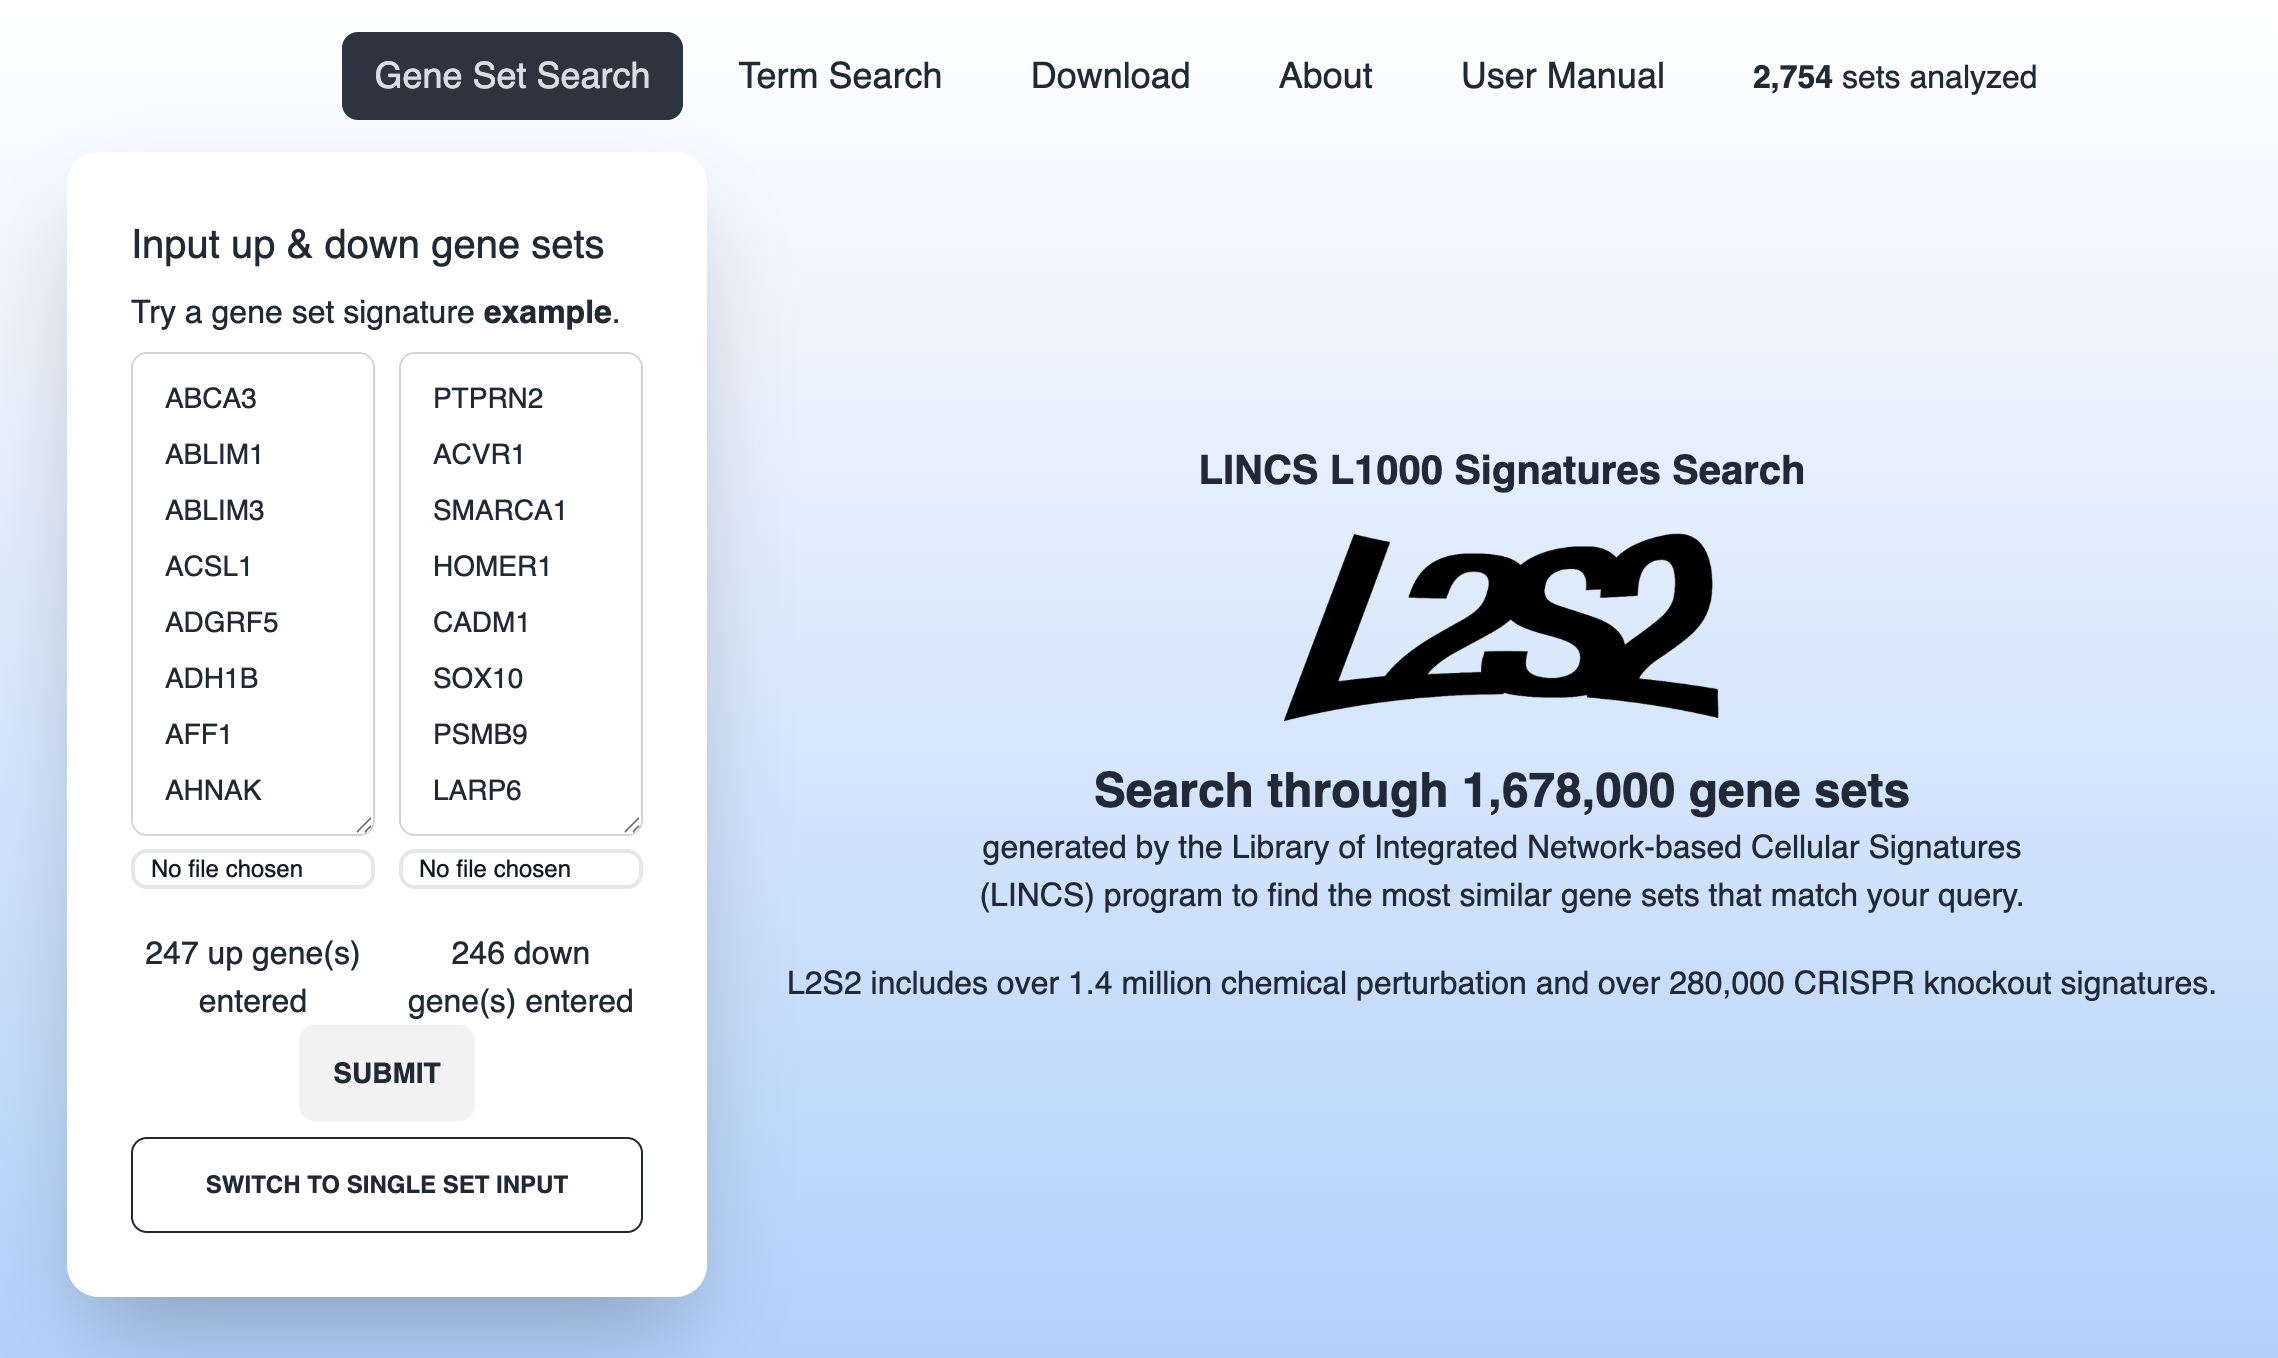 Gene Set Search
Term Search
Download
About
User Manual
2,754 sets analyzed
Input up & down gene sets
Try a gene set signature example.
ABCA3
ABLIM1
ABLIM3
ACSL1
ADGRF5
ADH1B
AFF1
AHNAK
PTPRN2
ACVR1
SMARCA1
HOMER1
CADM1
SOX10
PSMB9
LARP6
No file chosen
No file chosen
247 up gene(s)
entered
246 down
gene(s) entered
SUBMIT
SWITCH TO SINGLE SET INPUT
LINCS L1000 Signatures Search
L2S2
Search through 1,678,000 gene sets
generated by the Library of Integrated Network-based Cellular Signatures
(LINCS) program to find the most similar gene sets that match your query.
L2S2 includes over 1.4 million chemical perturbation and over 280,000 CRISPR knockout signatures.